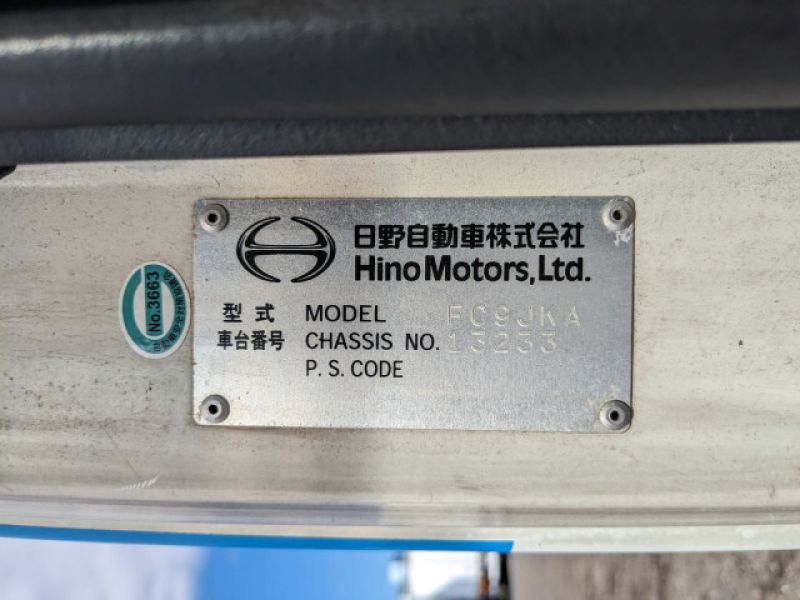 日野自動車株式会社
Hino Motors, Ltd.
型式 MODEL FC9JKA
車台番号 CHASSIS NO. 13233
P. S. CODE
No.3663